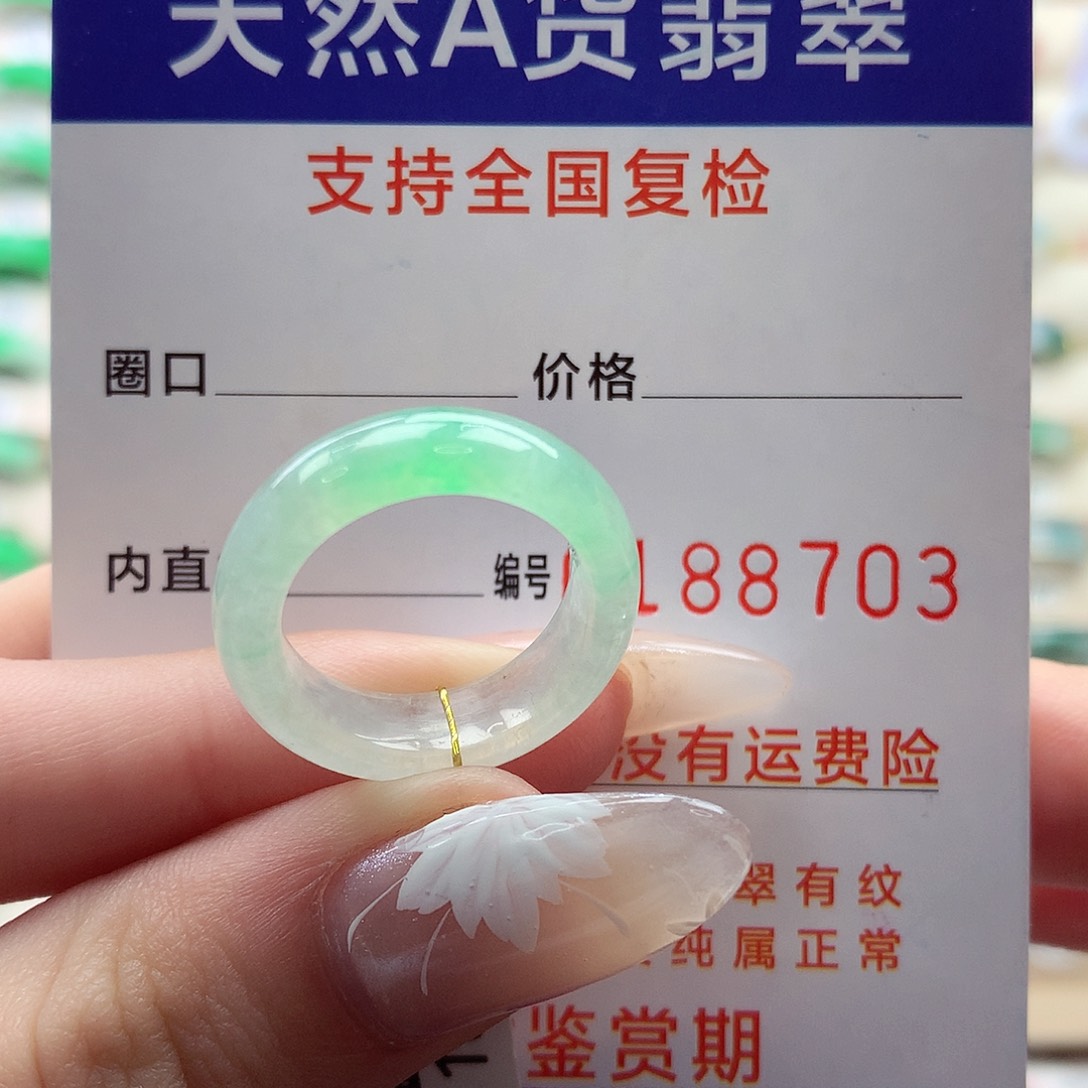 天然A货翡翠
支持全国复检
圈口 价格
内直 编号 188703
没有运费险
翠有纹
纯属正常
鉴赏期